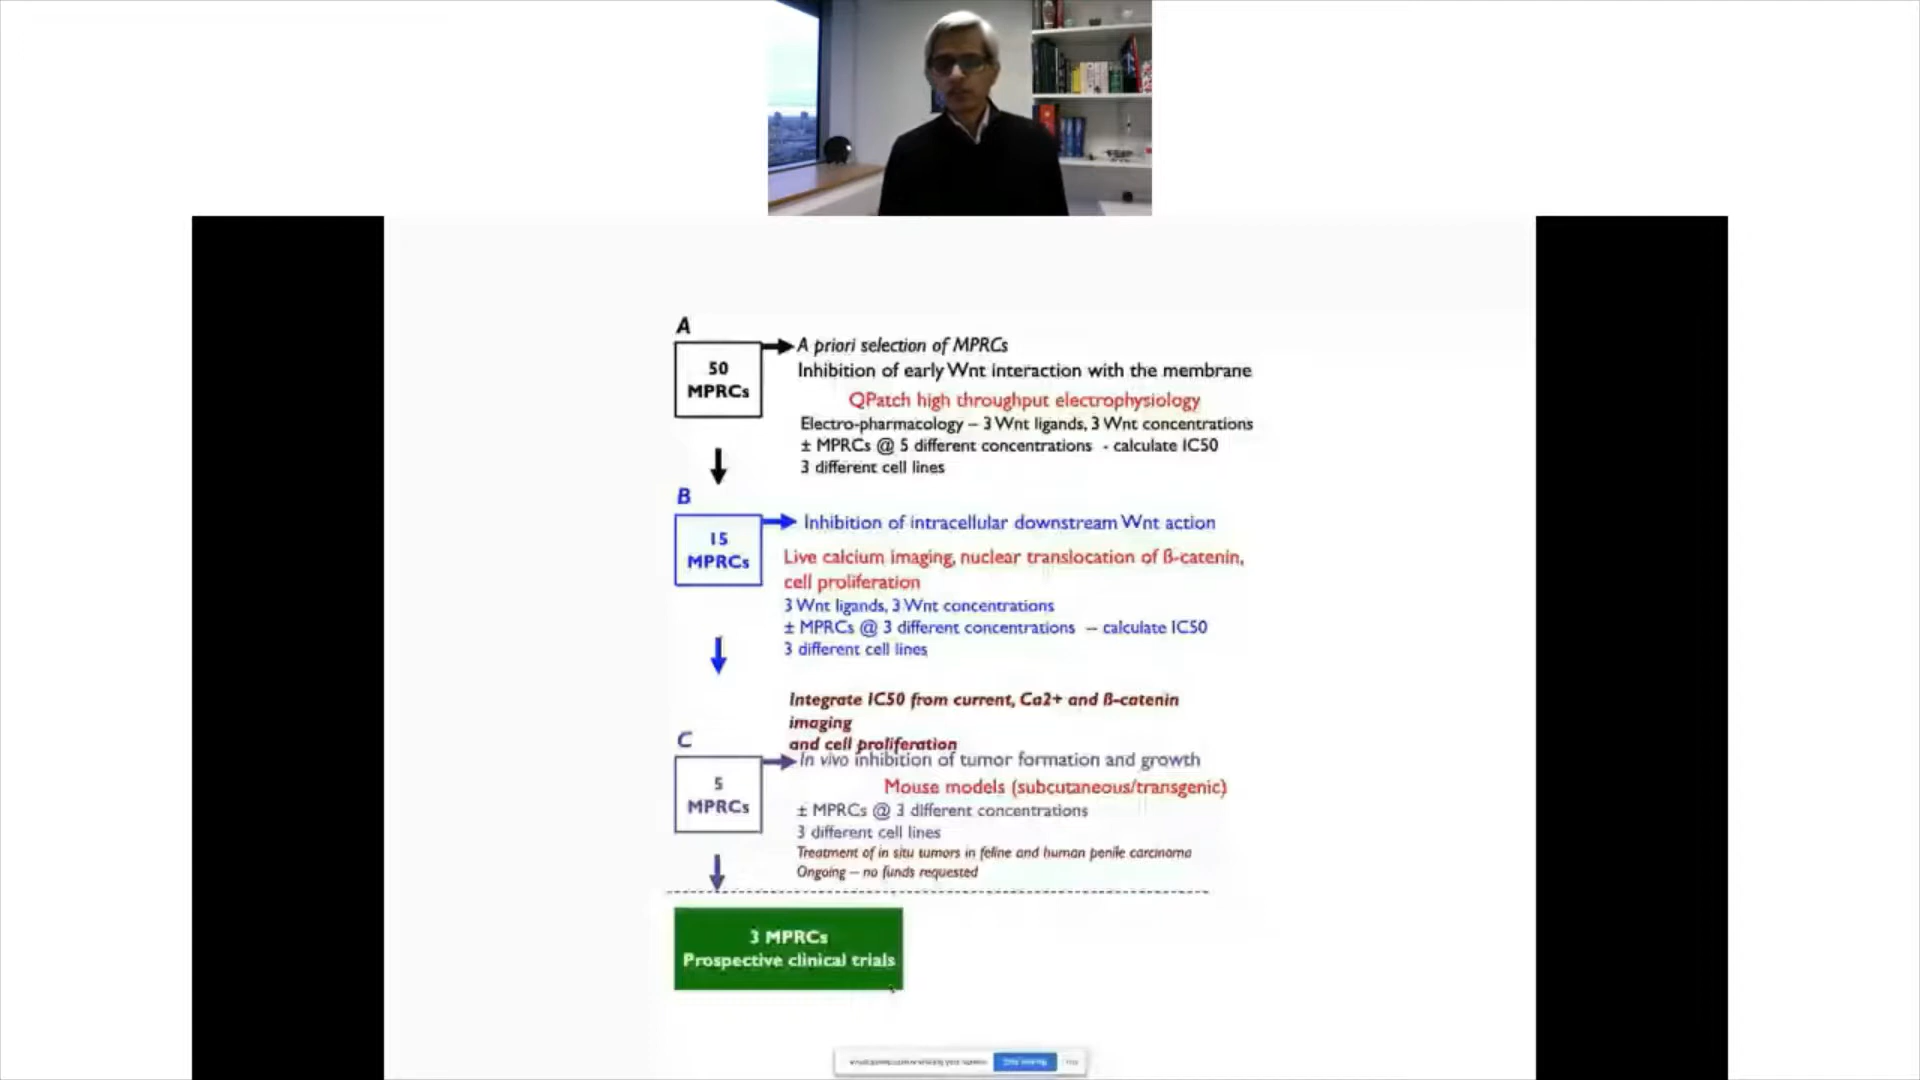 A
50
MPRCs
A priori selection of MPRCs
Inhibition of early Wnt interaction with the membrane
QPatch high throughput electrophysiology
Electro-pharmacology – 3 Wnt ligands, 3 Wnt concentrations
± MPRCs @ 5 different concentrations - calculate IC50
3 different cell lines
B
15
MPRCs
Inhibition of intracellular downstream Wnt action
Live calcium imaging, nuclear translocation of ß-catenin,
cell proliferation
3 Wnt ligands, 3 Wnt concentrations
± MPRCs @ 3 different concentrations – calculate IC50
3 different cell lines
Integrate IC50 from current, Ca2+ and ß-catenin
imaging
and cell proliferation
C
5
MPRCs
In vivo inhibition of tumor formation and growth
Mouse models (subcutaneous/transgenic)
± MPRCs @ 3 different concentrations
3 different cell lines
Treatment of in situ tumors in feline and human penile carcinoma
Ongoing – no funds requested
3 MPRCs
Prospective clinical trials